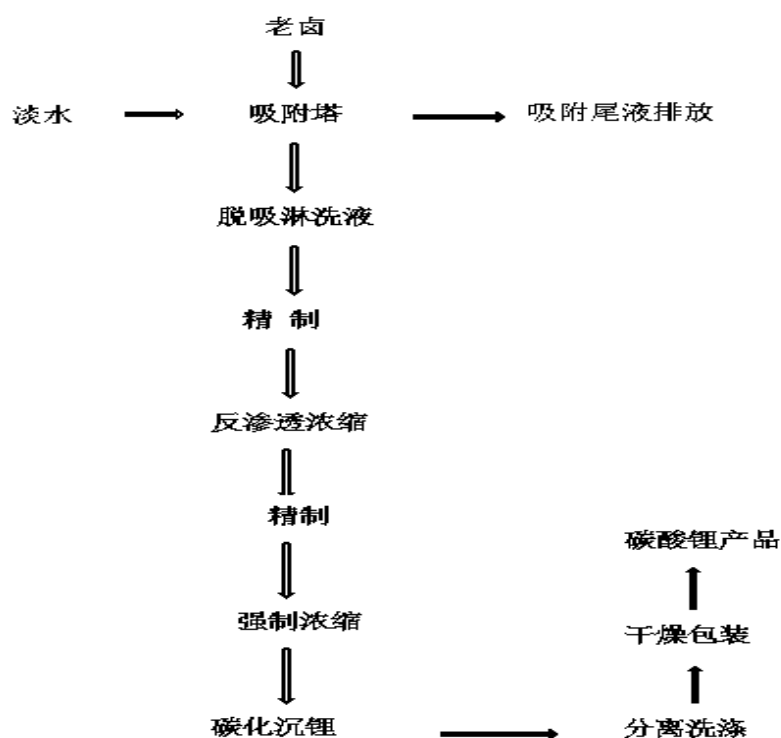 老卤
淡水 吸附塔 吸附尾液排放
脱吸淋洗液
精 制
反渗透浓缩
精制
碳酸锂产品
强制浓缩
干燥包装
碳化沉锂 分离洗涤